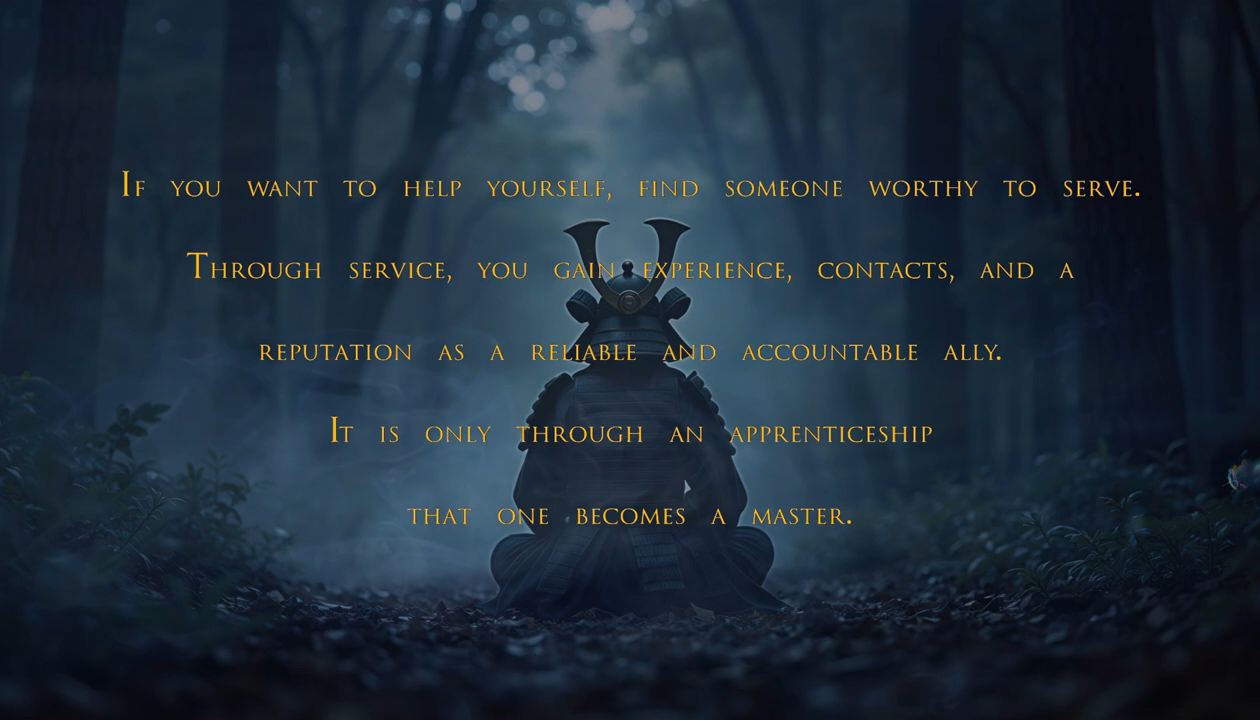 If you want to help yourself, find someone worthy to serve.
Through service, you gain experience, contacts, and a
reputation as a reliable and accountable ally.
It is only through an apprenticeship
that one becomes a master.